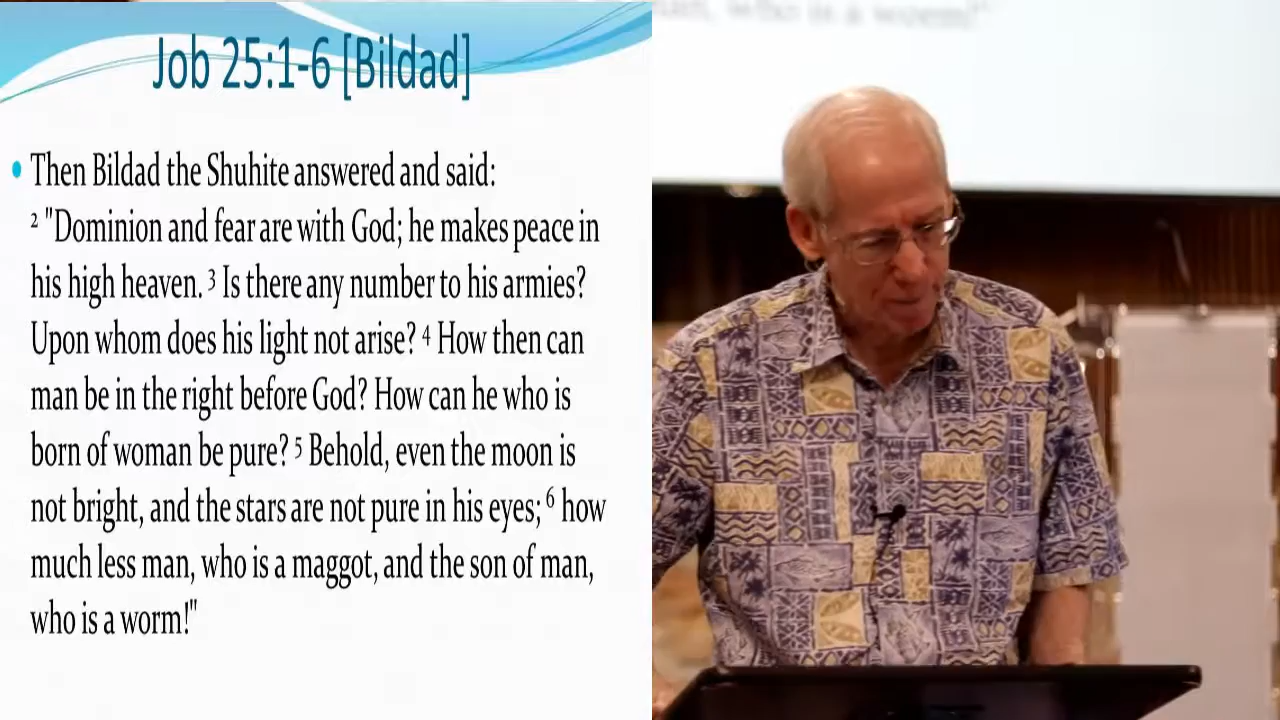 Job 25:1-6 [Bildad]
• Then Bildad the Shuhite answered and said:
² "Dominion and fear are with God; he makes peace in
his high heaven. ³ Is there any number to his armies?
Upon whom does his light not arise? ⁴ How then can
man be in the right before God? How can he who is
born of woman be pure? ⁵ Behold, even the moon is
not bright, and the stars are not pure in his eyes; ⁶ how
much less man, who is a maggot, and the son of man,
who is a worm!"
man, who is a worm!"